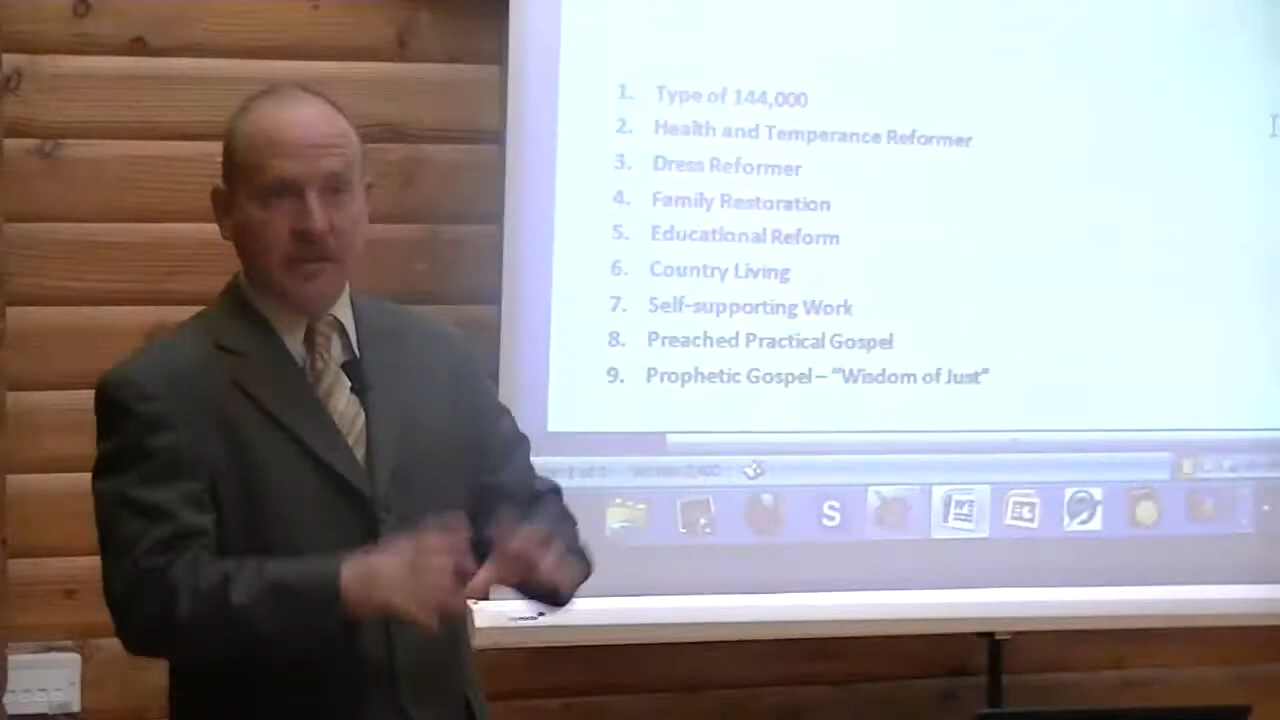 1. Type of 144,000
2. Health and Temperance Reformer
3. Dress Reformer
4. Family Restoration
5. Educational Reform
6. Country Living
7. Self-supporting Work
8. Preached Practical Gospel
9. Prophetic Gospel – "Wisdom of Just"
S